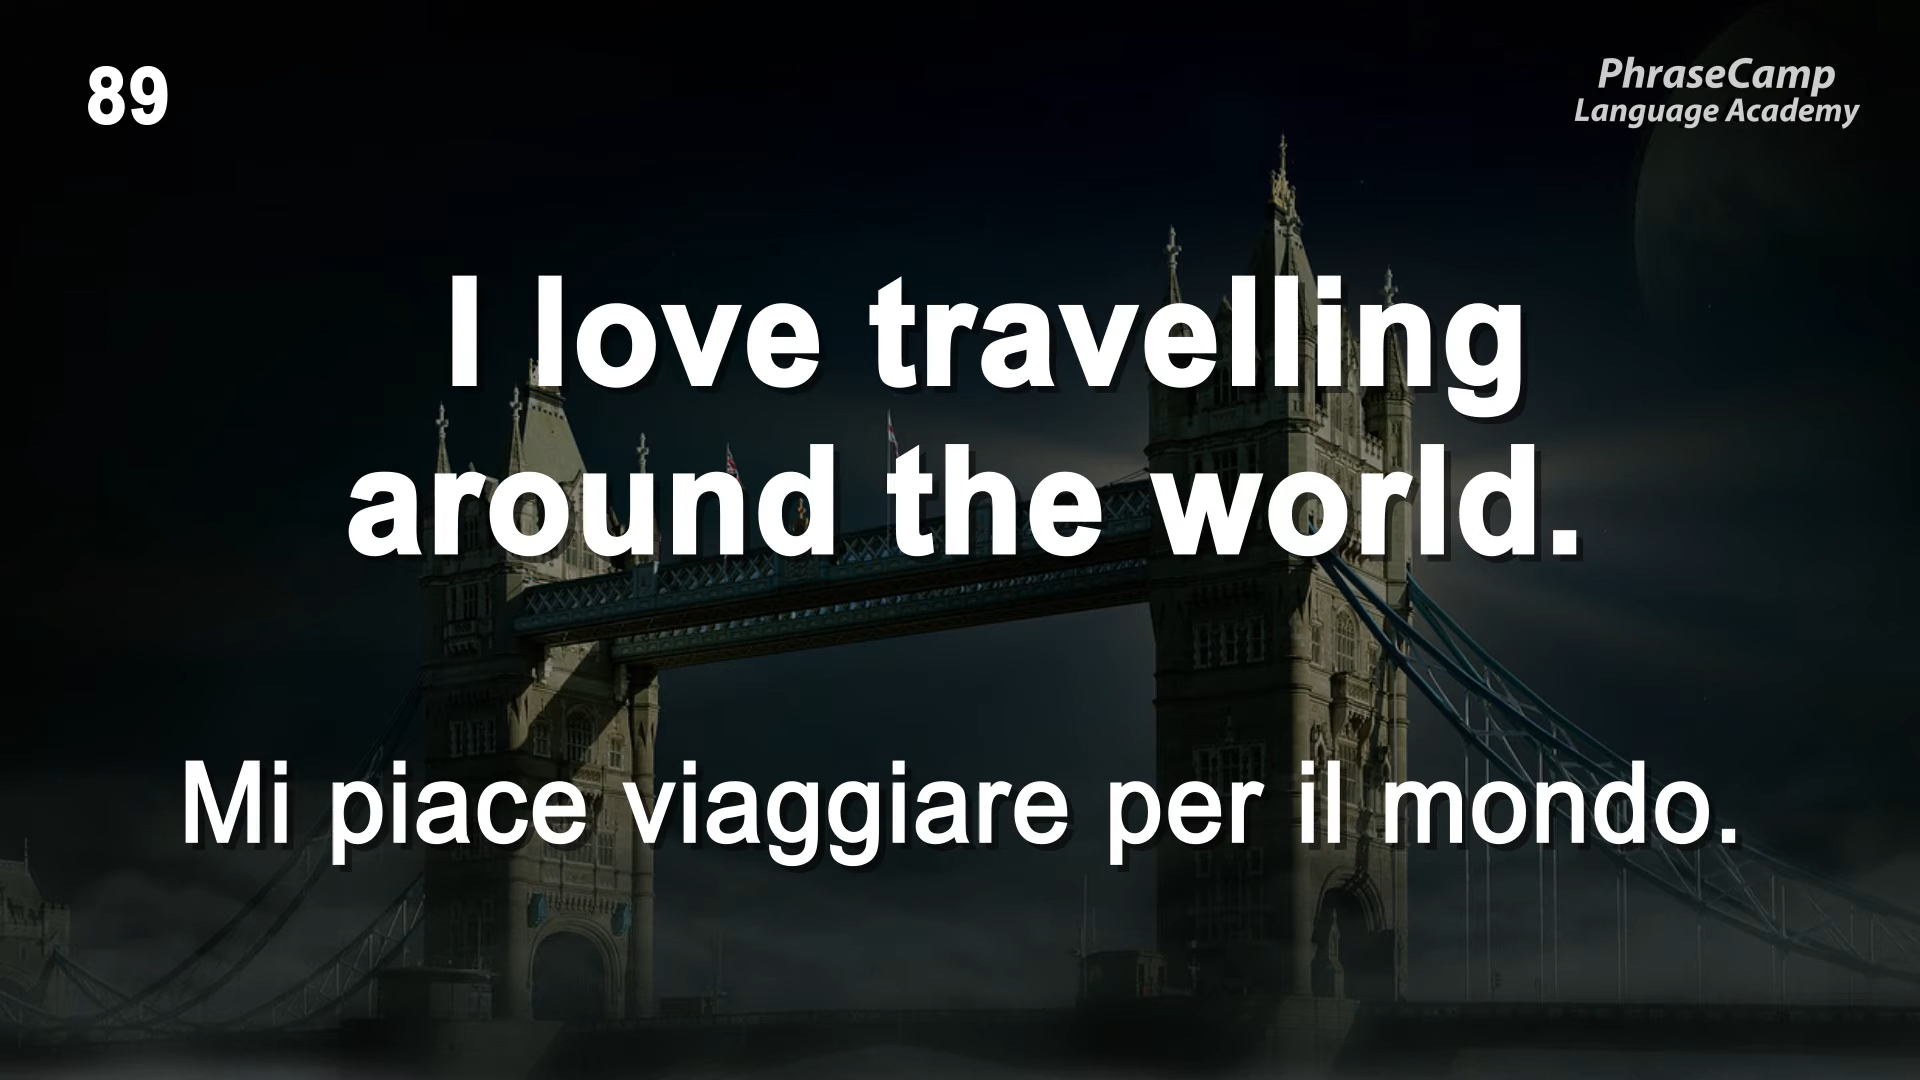 89
PhraseCamp
Language Academy
I love travelling
around the world.
Mi piace viaggiare per il mondo.